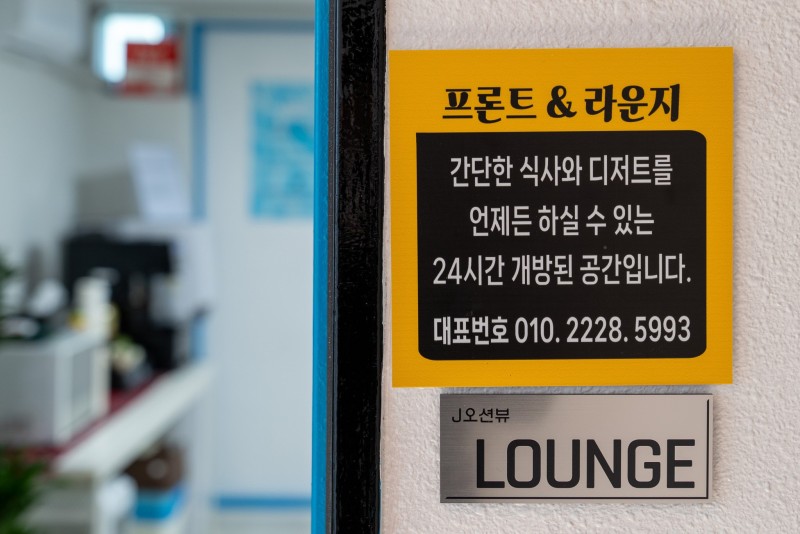 프론트 & 라운지
간단한 식사와 디저트를
언제든 하실 수 있는
24시간 개방된 공간입니다.
대표번호 010. 2228. 5993
J오션뷰
LOUNGE